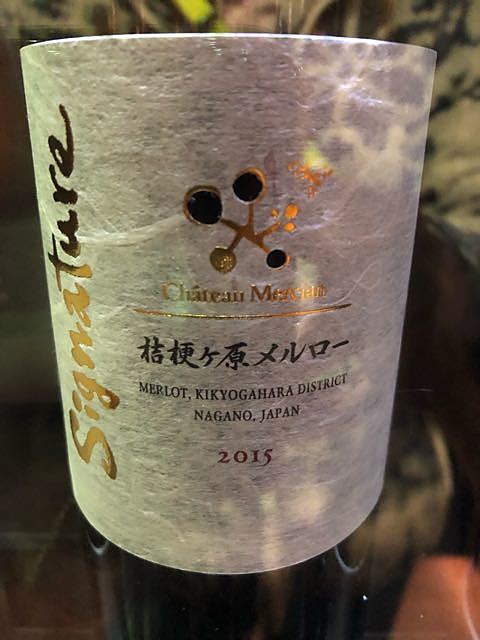 Signature
Château Mercian
桔梗ヶ原メルロー
MERLOT, KIKYOGAHARA DISTRICT
NAGANO, JAPAN
2015